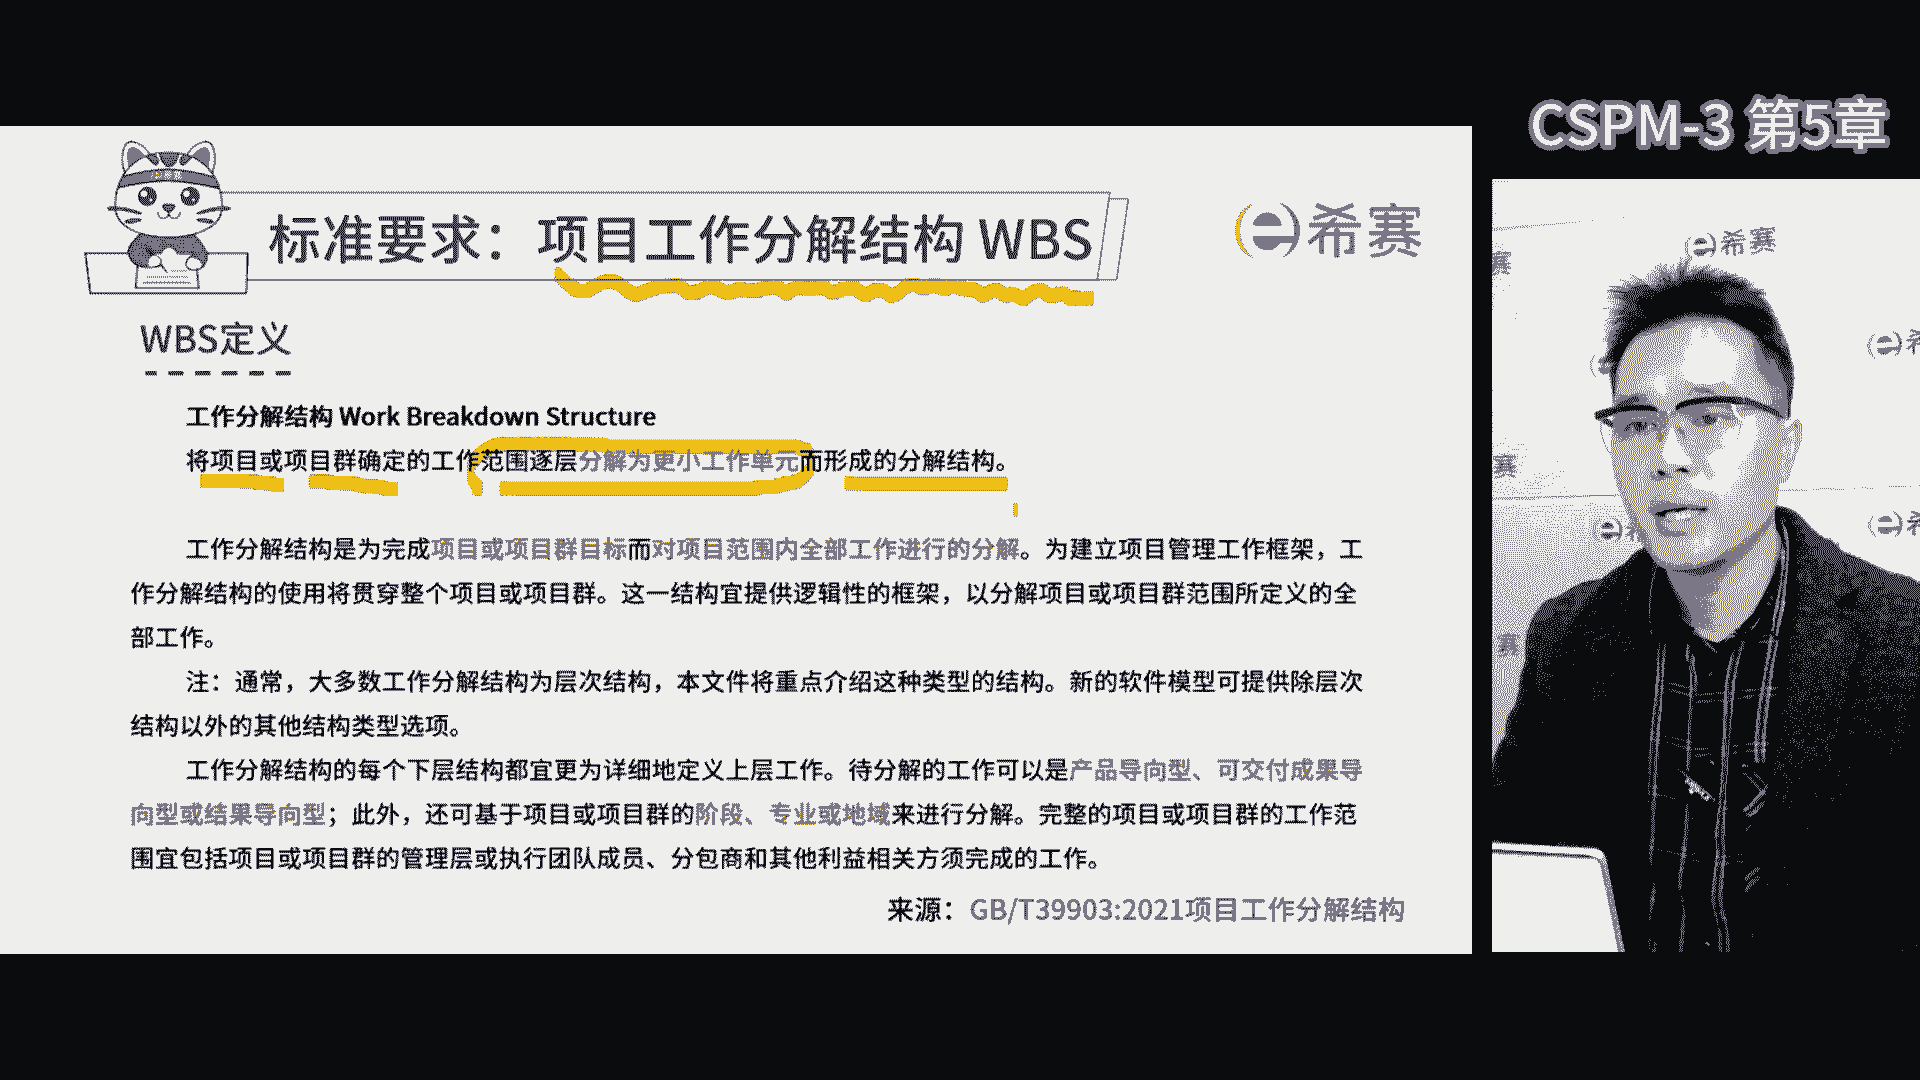 CSPM-3 第5章
标准要求：项目工作分解结构 WBS
e希赛
WBS定义
工作分解结构 Work Breakdown Structure
将项目或项目群确定的工作范围逐层分解为更小工作单元而形成的分解结构。
工作分解结构是为完成项目或项目群目标而对项目范围内全部工作进行的分解。为建立项目管理工作框架，工
作分解结构的使用将贯穿整个项目或项目群。这一结构宜提供逻辑性的框架，以分解项目或项目群范围所定义的全
部工作。
注：通常，大多数工作分解结构为层次结构，本文件将重点介绍这种类型的结构。新的软件模型可提供除层次
结构以外的其他结构类型选项。
工作分解结构的每个下层结构都宜更为详细地定义上层工作。待分解的工作可以是产品导向型、可交付成果导
向型或结果导向型；此外，还可基于项目或项目群的阶段、专业或地域来进行分解。完整的项目或项目群的工作范
围宜包括项目或项目群的管理层或执行团队成员、分包商和其他利益相关方须完成的工作。
来源：GB/T39903:2021项目工作分解结构
e希赛
赛
e希
赛
e希
e希
赛